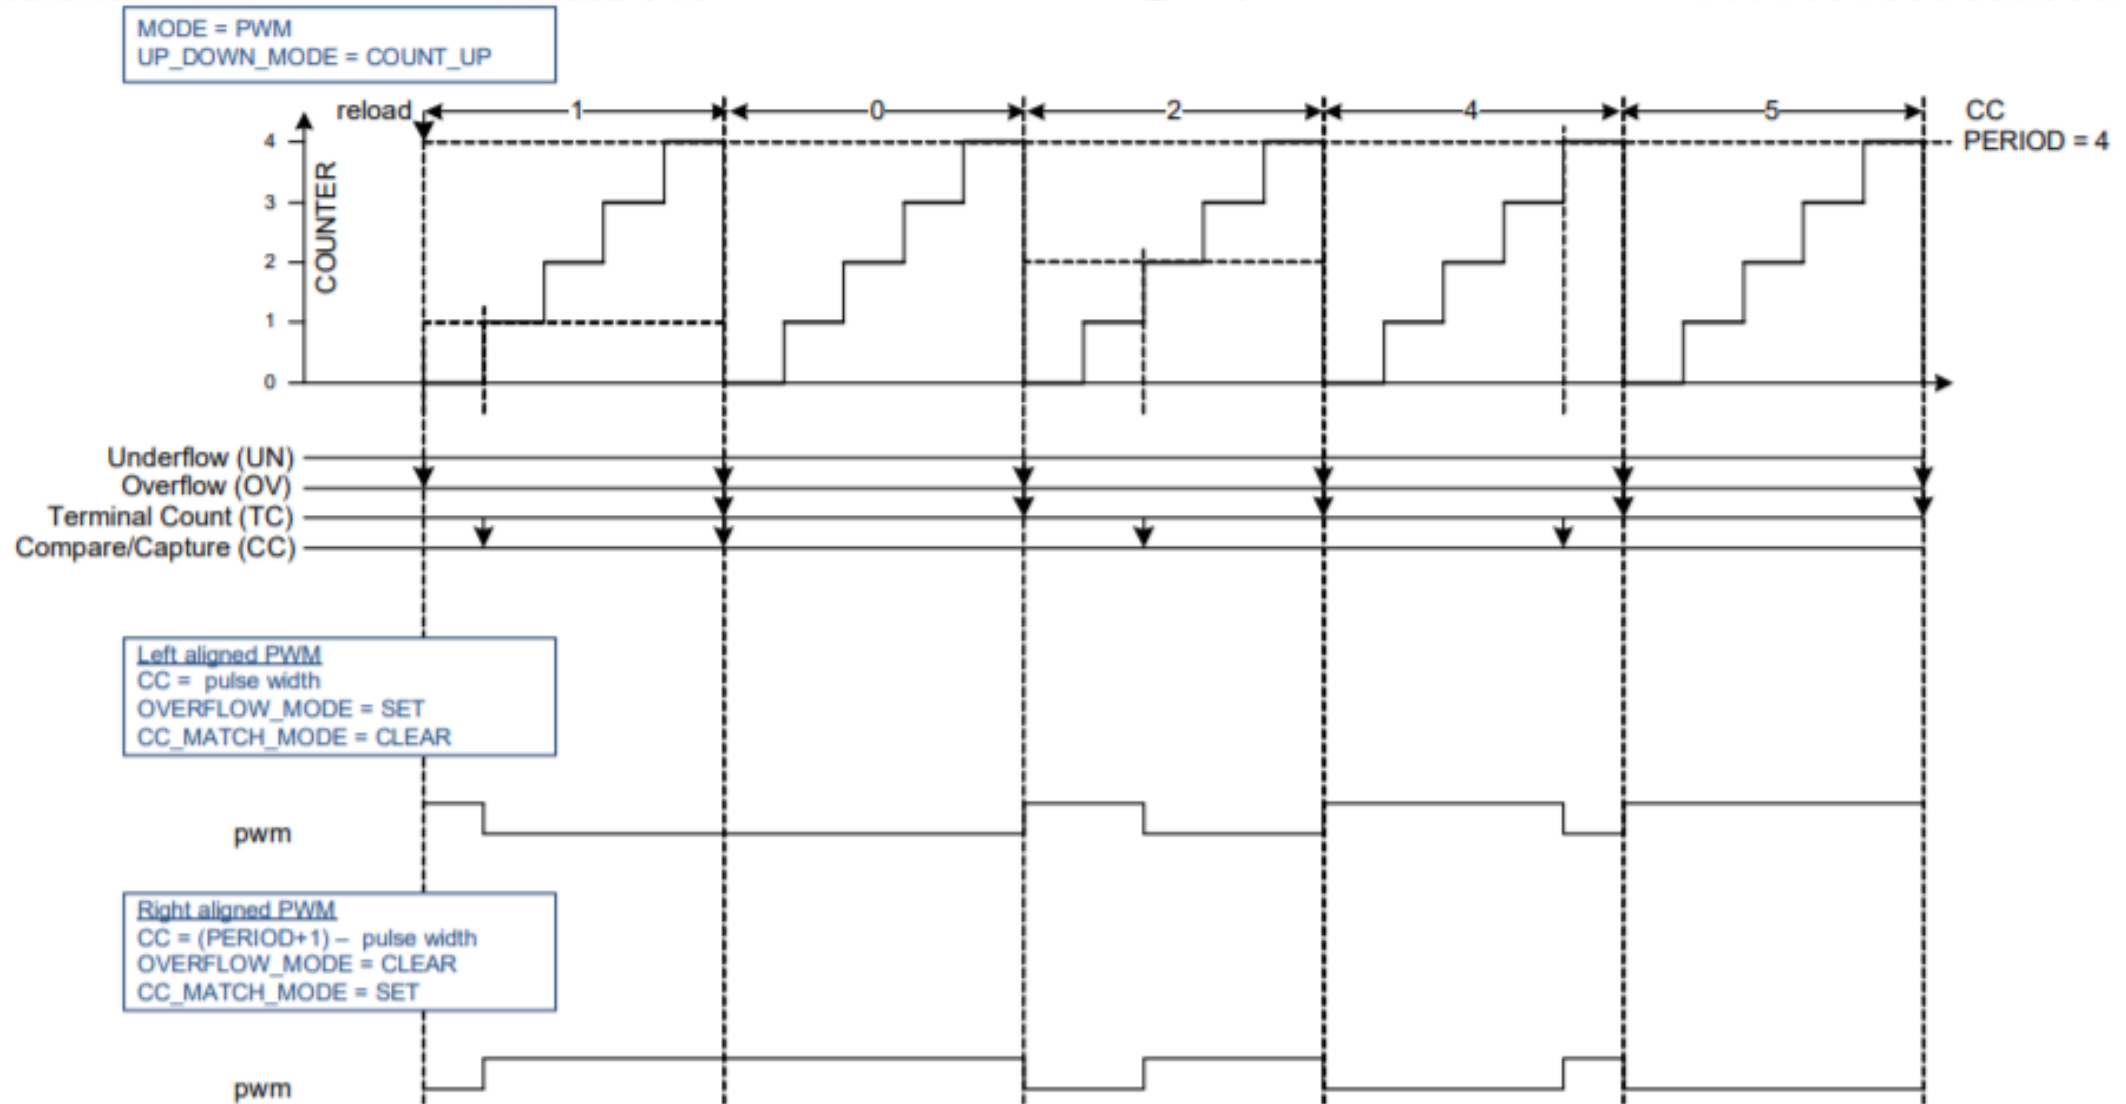 MODE = PWM
UP_DOWN_MODE = COUNT_UP
reload 1 0 2 4 5 CC
PERIOD = 4
4
3
2
1
0
COUNTER
Underflow (UN)
Overflow (OV)
Terminal Count (TC)
Compare/Capture (CC)
Left aligned PWM
CC = pulse width
OVERFLOW_MODE = SET
CC_MATCH_MODE = CLEAR
pwm
Right aligned PWM
CC = (PERIOD+1) – pulse width
OVERFLOW_MODE = CLEAR
CC_MATCH_MODE = SET
pwm